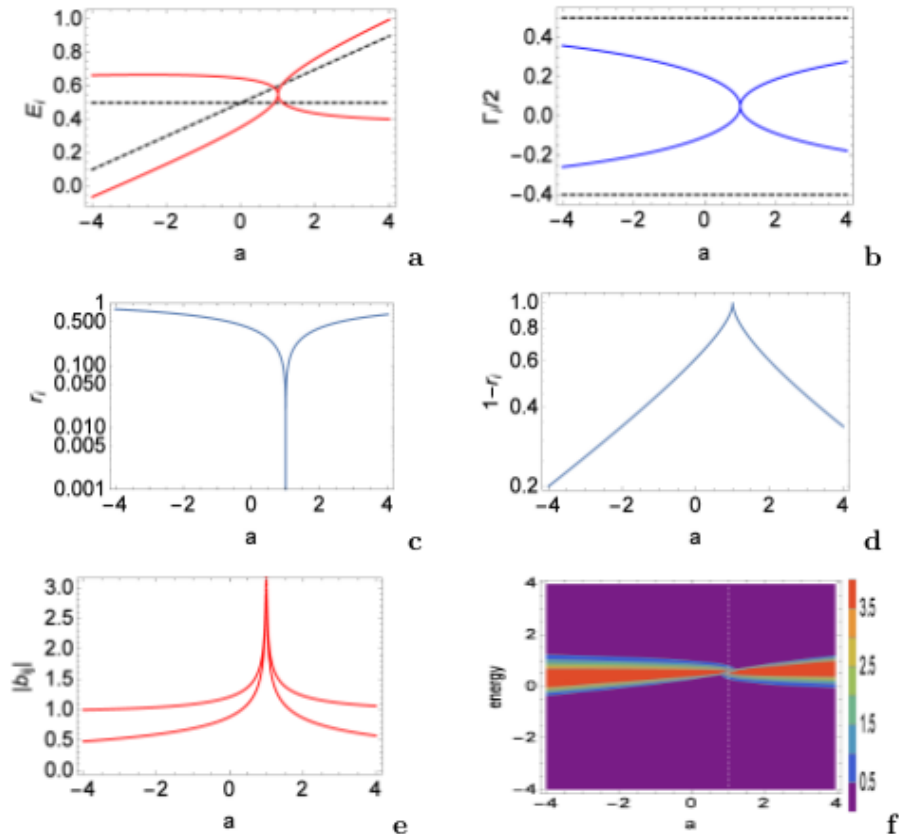 1.0
0.8
0.6
0.4
0.2
0.0
E_i
−4 −2 0 2 4
a
a
0.4
0.2
0.0
−0.2
−0.4
Γ_i/2
−4 −2 0 2 4
a
b
1
0.500
0.100
0.050
0.010
0.005
0.001
r_i
−4 −2 0 2 4
a
c
1.0
0.8
0.6
0.4
0.2
1−r_i
−4 −2 0 2 4
a
d
3.0
2.5
2.0
1.5
1.0
0.5
0.0
|b_ij|
−4 −2 0 2 4
a
e
4
2
0
−2
−4
energy
−4 −2 0 2 4
a
3.5
2.5
1.5
0.5
f